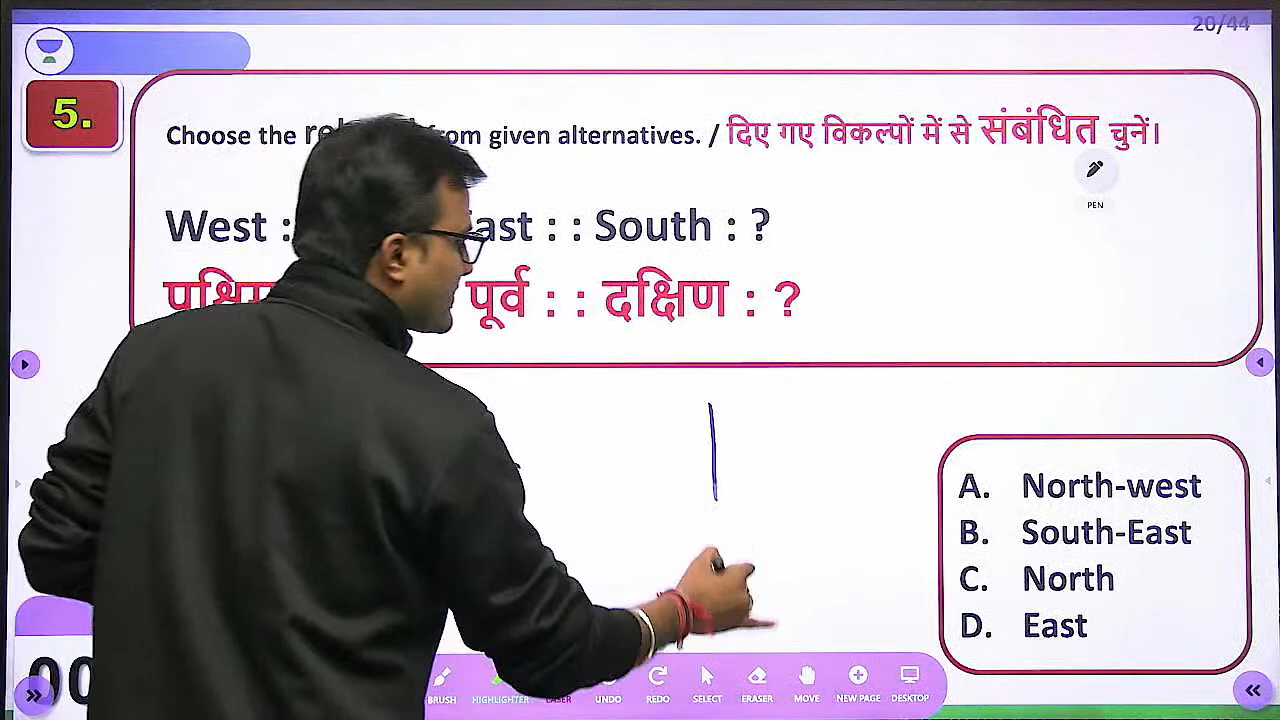 20/44
5.
Choose the from given alternatives. / दिए गए विकल्पों में से संबंधित चुनें।
PEN
West : : : South : ?
पूर्व : : दक्षिण : ?
A. North-west
B. South-East
C. North
D. East
BRUSH HIGHLIGHTER LASER UNDO REDO SELECT ERASER MOVE NEW PAGE DESKTOP